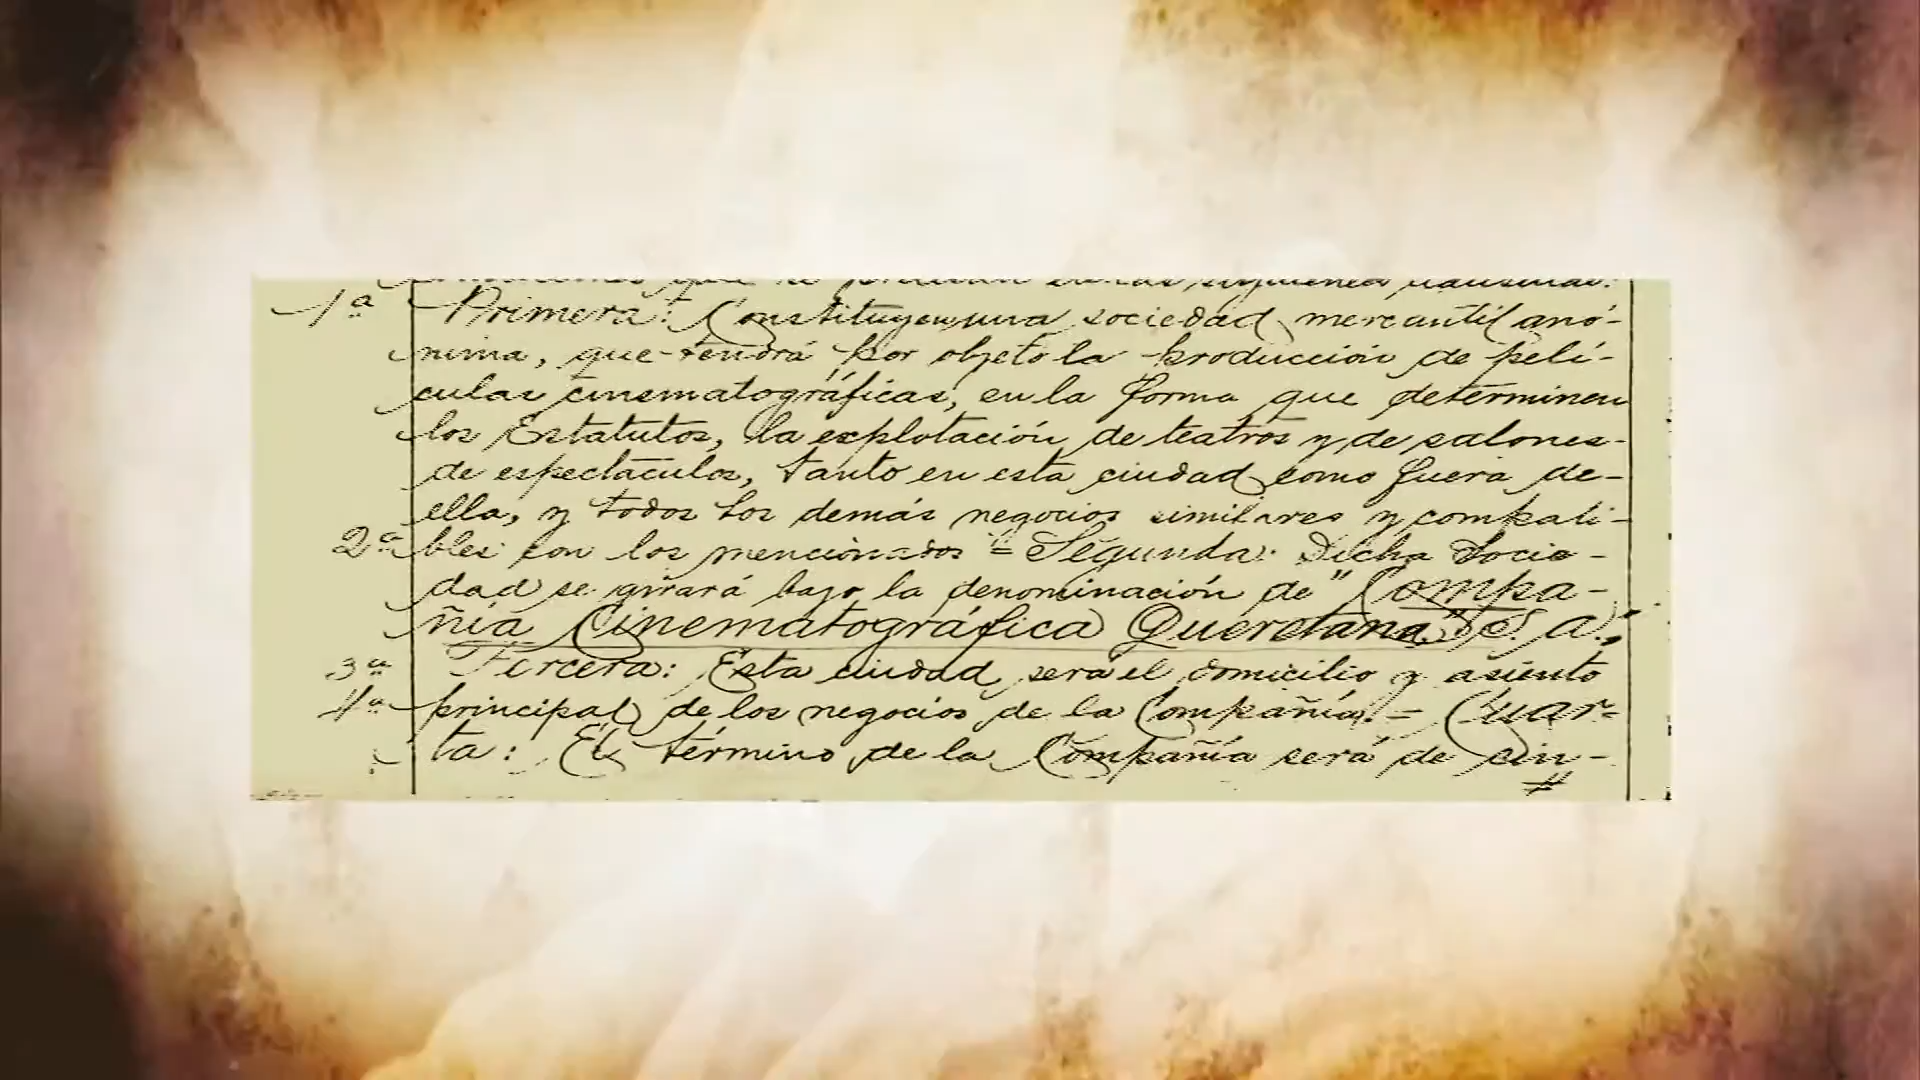 que se siguientes cláusulas:
1ª Primera: Constituyen una sociedad mercantil anó-
nima, que tendrá por objeto la producción de pelí-
culas cinematográficas, en la forma que determinen
los Estatutos, la explotación de teatros y de salones
de espectáculos, tanto en esta ciudad como fuera de
ella, y todos los demás negocios similares y compati-
2ª bles con los mencionados = Segunda: Dicha Socie-
dad se girará bajo la denominación de "Compa-
ñía Cinematográfica Queretana" S. A.;
3ª Tercera: Esta ciudad será el domicilio y asiento
4ª principal de los negocios de la Compañía. = Cuar-
ta: El término de la Compañía será de cin-